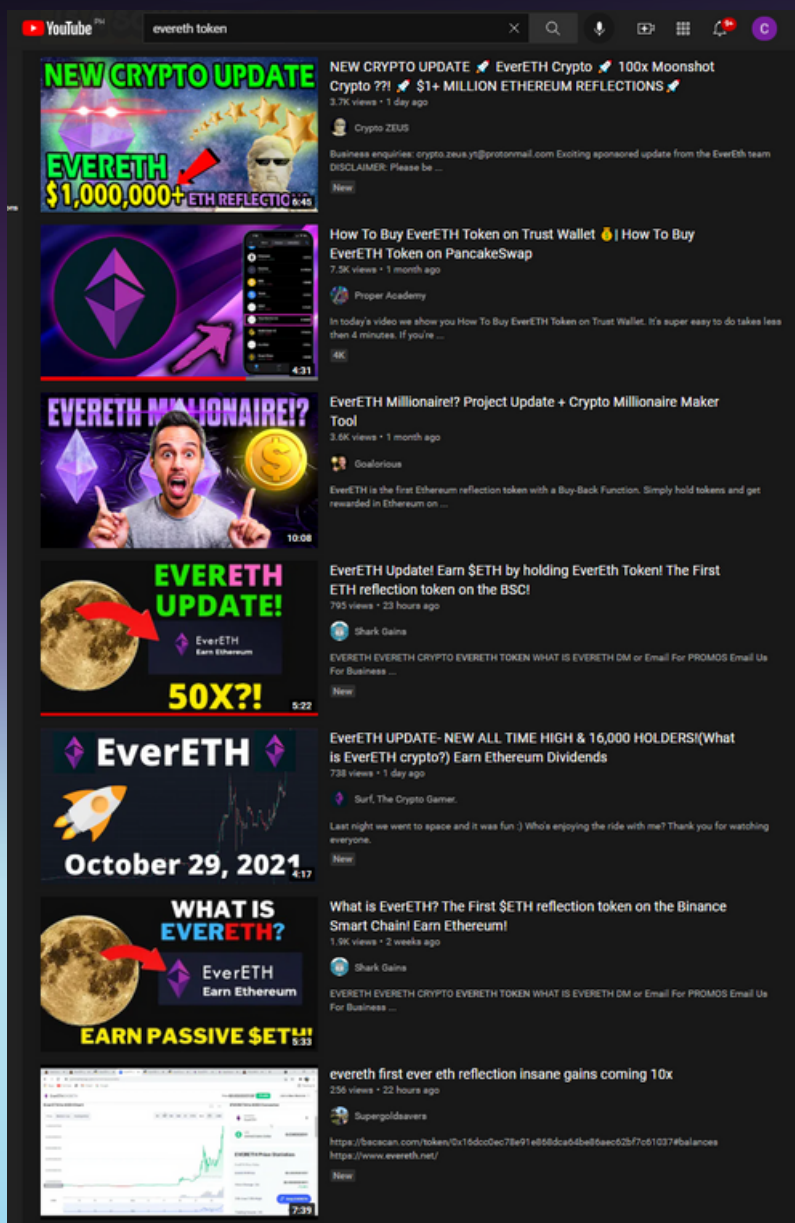 YouTube PH
evereth token
9+
C
NEW CRYPTO UPDATE
EVERETH
$1,000,000+ ETH REFLECTIONS
6:45
NEW CRYPTO UPDATE 🚀 EverETH Crypto 🚀 100x Moonshot
Crypto ??! 🚀 $1+ MILLION ETHEREUM REFLECTIONS🚀
3.7K views • 1 day ago
Crypto ZEUS
Business enquiries: crypto.zeus.yt@protonmail.com Exciting sponsored update from the EverEth team
DISCLAIMER: Please be ...
New
4:31
How To Buy EverETH Token on Trust Wallet 💰| How To Buy
EverETH Token on PancakeSwap
7.5K views • 1 month ago
Proper Academy
In today's video we show you How To Buy EverETH Token on Trust Wallet. It's super easy to do takes less
then 4 minutes. If you're ...
4K
EVERETH MILLIONAIRE!?
10:08
EverETH Millionaire!? Project Update + Crypto Millionaire Maker
Tool
3.6K views • 1 month ago
Goalorious
EverETH is the first Ethereum reflection token with a Buy-Back Function. Simply hold tokens and get
rewarded in Ethereum on ...
EVERETH
UPDATE!
EverETH
Earn Ethereum
50X?!
5:22
EverETH Update! Earn $ETH by holding EverEth Token! The First
ETH reflection token on the BSC!
795 views • 23 hours ago
Shark Gains
EVERETH EVERETH CRYPTO EVERETH TOKEN WHAT IS EVERETH DM or Email For PROMOS Email Us
For Business ...
New
EverETH
October 29, 2021
4:17
EverETH UPDATE- NEW ALL TIME HIGH & 16,000 HOLDERS!(What
is EverETH crypto?) Earn Ethereum Dividends
738 views • 1 day ago
Surf, The Crypto Gamer.
Last night we went to space and it was fun :) Who's enjoying the ride with me? Thank you for watching
everyone.
New
WHAT IS
EVERETH?
EverETH
Earn Ethereum
EARN PASSIVE $ETH!
5:33
What is EverETH? The First $ETH reflection token on the Binance
Smart Chain! Earn Ethereum!
1.9K views • 2 weeks ago
Shark Gains
EVERETH EVERETH CRYPTO EVERETH TOKEN WHAT IS EVERETH DM or Email For PROMOS Email Us
For Business ...
7:39
evereth first ever eth reflection insane gains coming 10x
256 views • 22 hours ago
Supergoldsavers
https://bscscan.com/token/0x16dcc0ec78e91e868dca64be86aec62bf7c61037#balances
https://www.evereth.net/
New